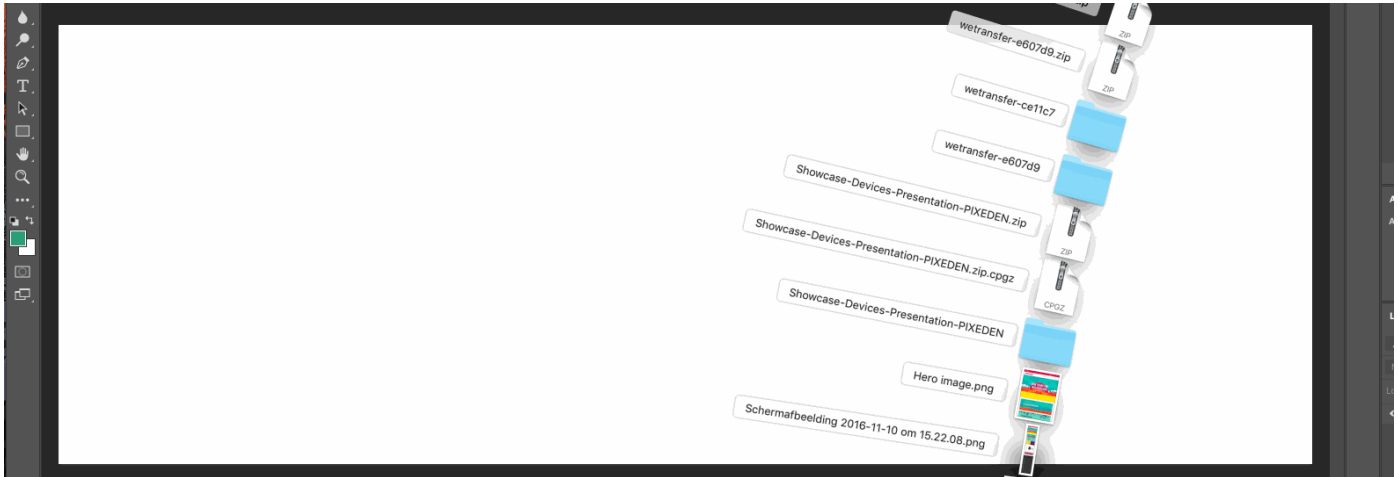 wetransfer-e607d9.zip
ZIP
ZIP
wetransfer-ce11c7
wetransfer-e607d9
Showcase-Devices-Presentation-PIXEDEN.zip
ZIP
Showcase-Devices-Presentation-PIXEDEN.zip.cpgz
CPGZ
Showcase-Devices-Presentation-PIXEDEN
Hero image.png
Schermafbeelding 2016-11-10 om 15.22.08.png